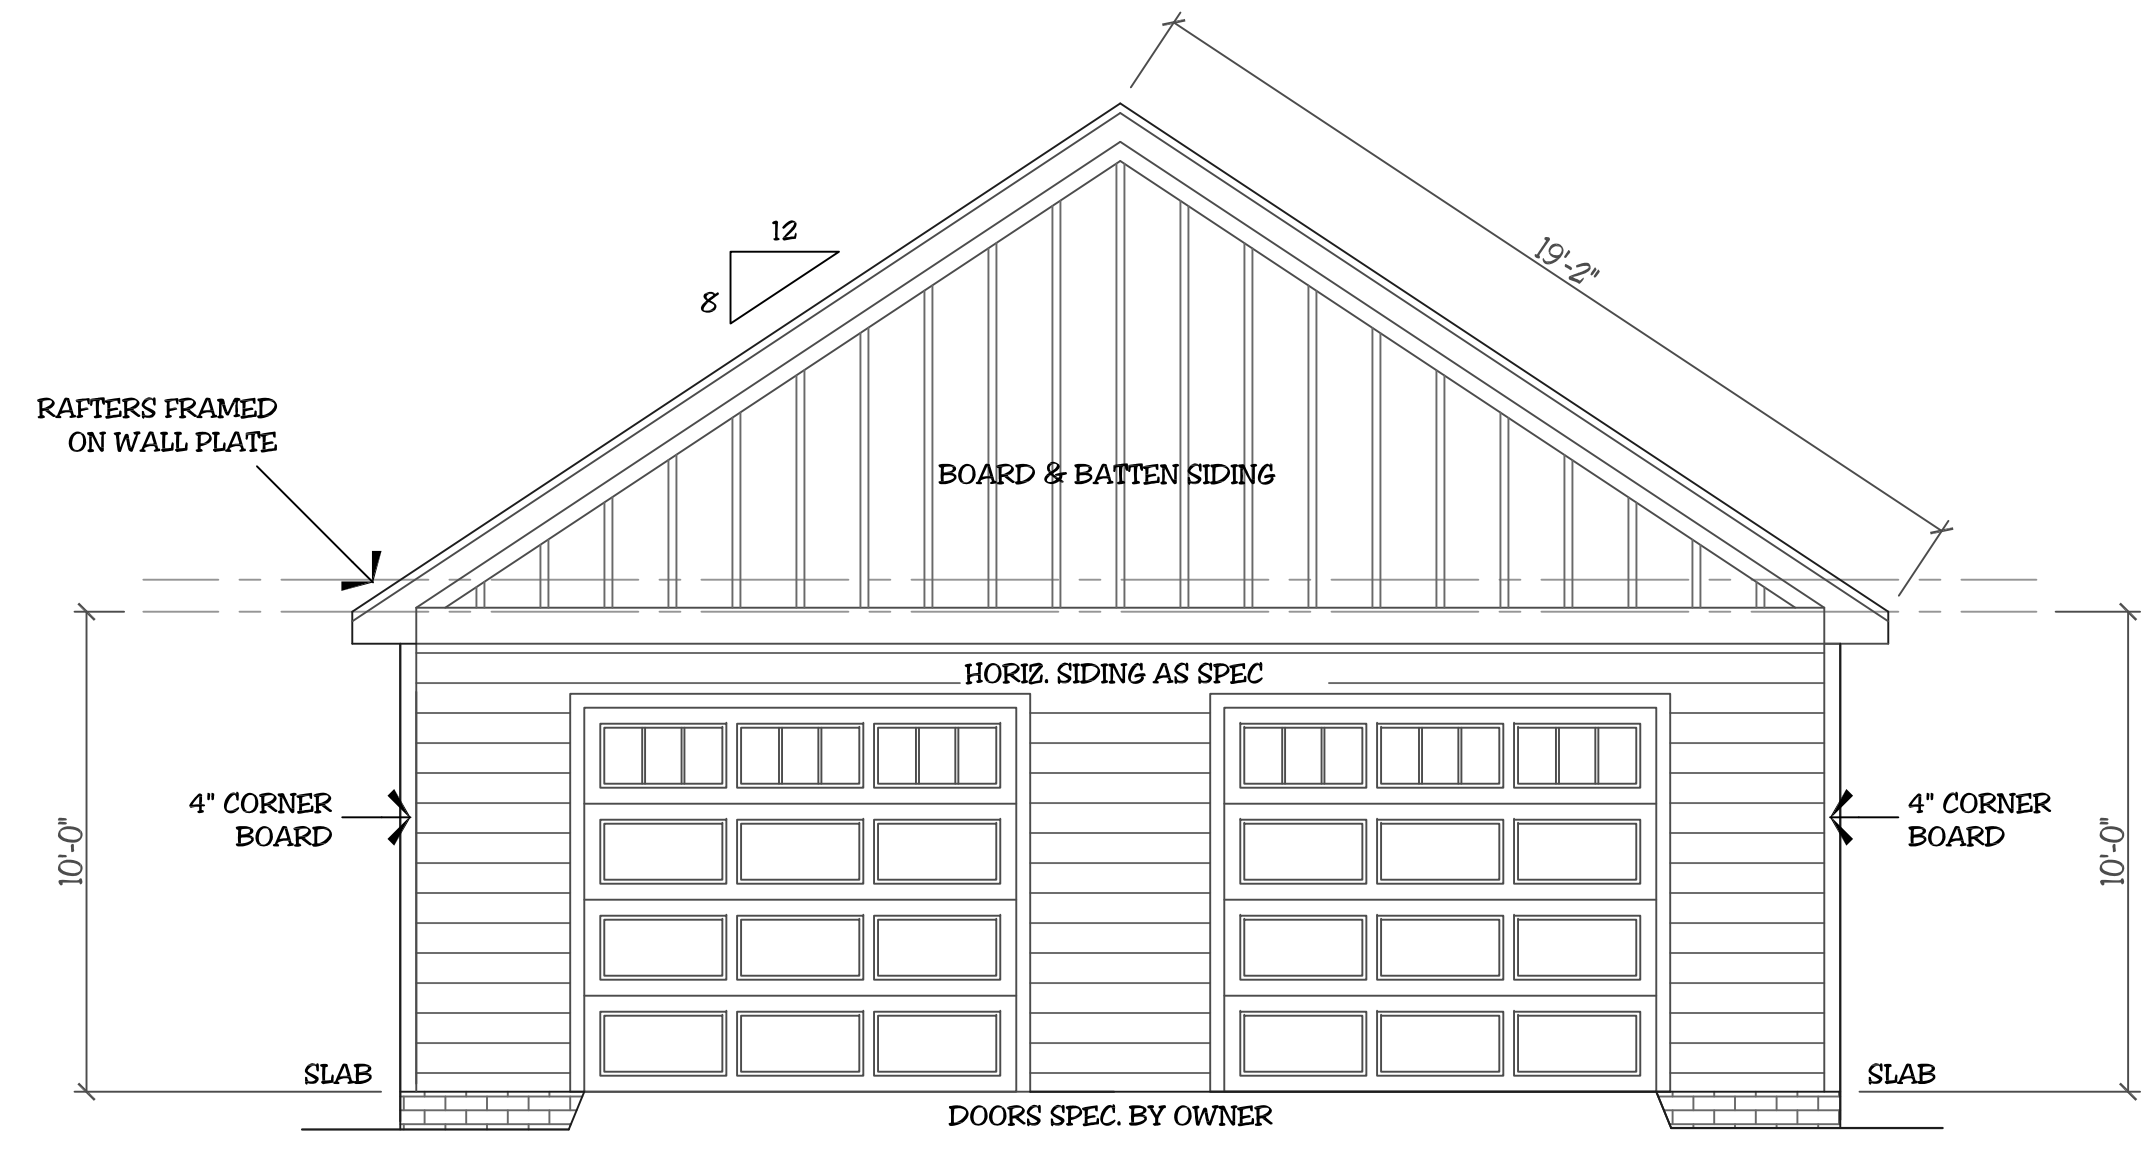 12
8
19'-2"
RAFTERS FRAMED
ON WALL PLATE
BOARD & BATTEN SIDING
HORIZ. SIDING AS SPEC
4" CORNER
BOARD
4" CORNER
BOARD
10'-0"
10'-0"
SLAB
SLAB
DOORS SPEC. BY OWNER